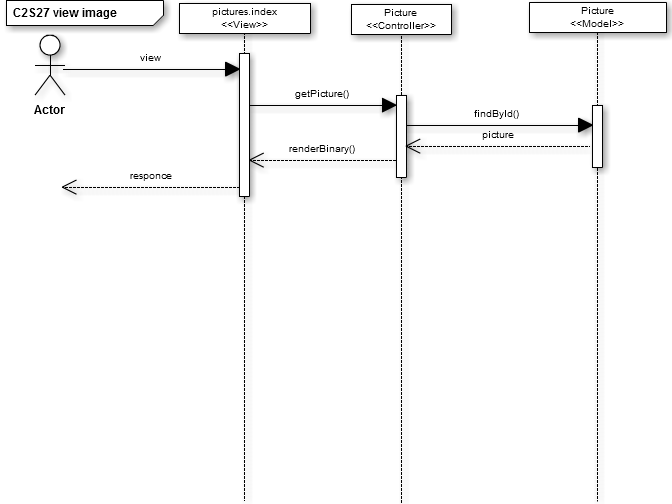 C2S27 view image
pictures.index
<<View>>
Picture
<<Controller>>
Picture
<<Model>>
Actor
view
getPicture()
findById()
picture
renderBinary()
responce